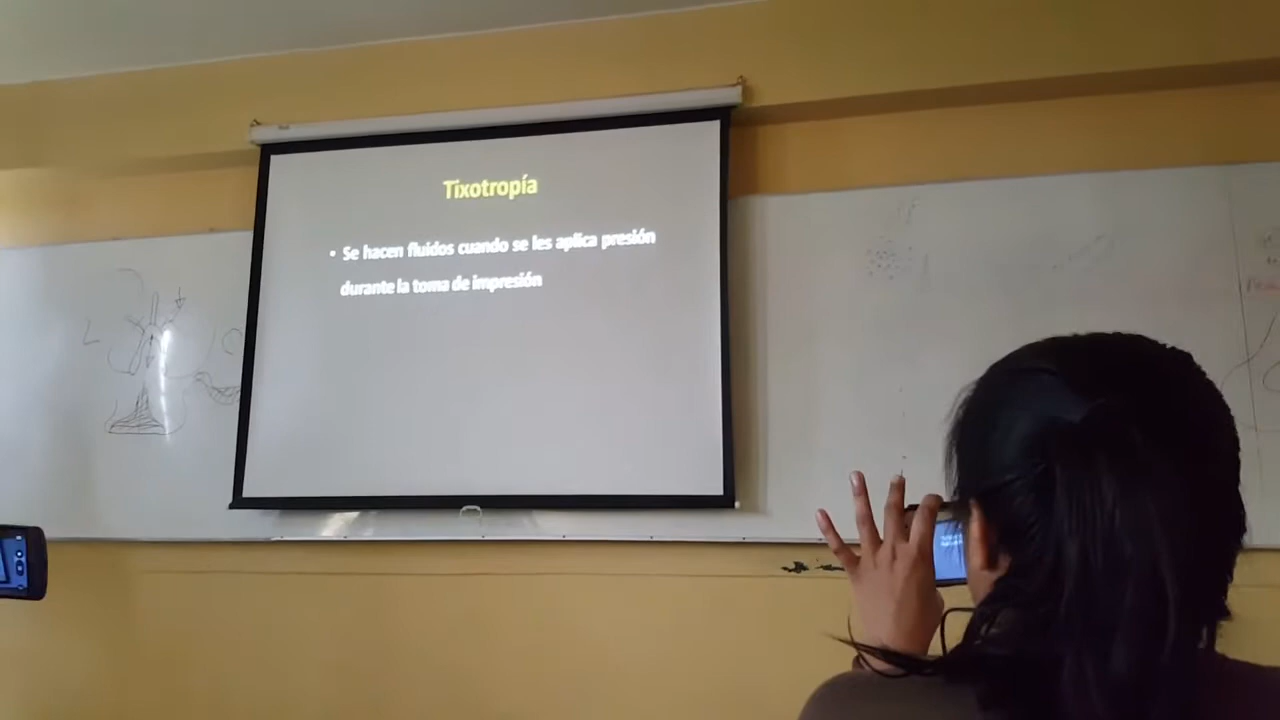 Tixotropía
• Se hacen fluidos cuando se les aplica presión
durante la toma de impresión